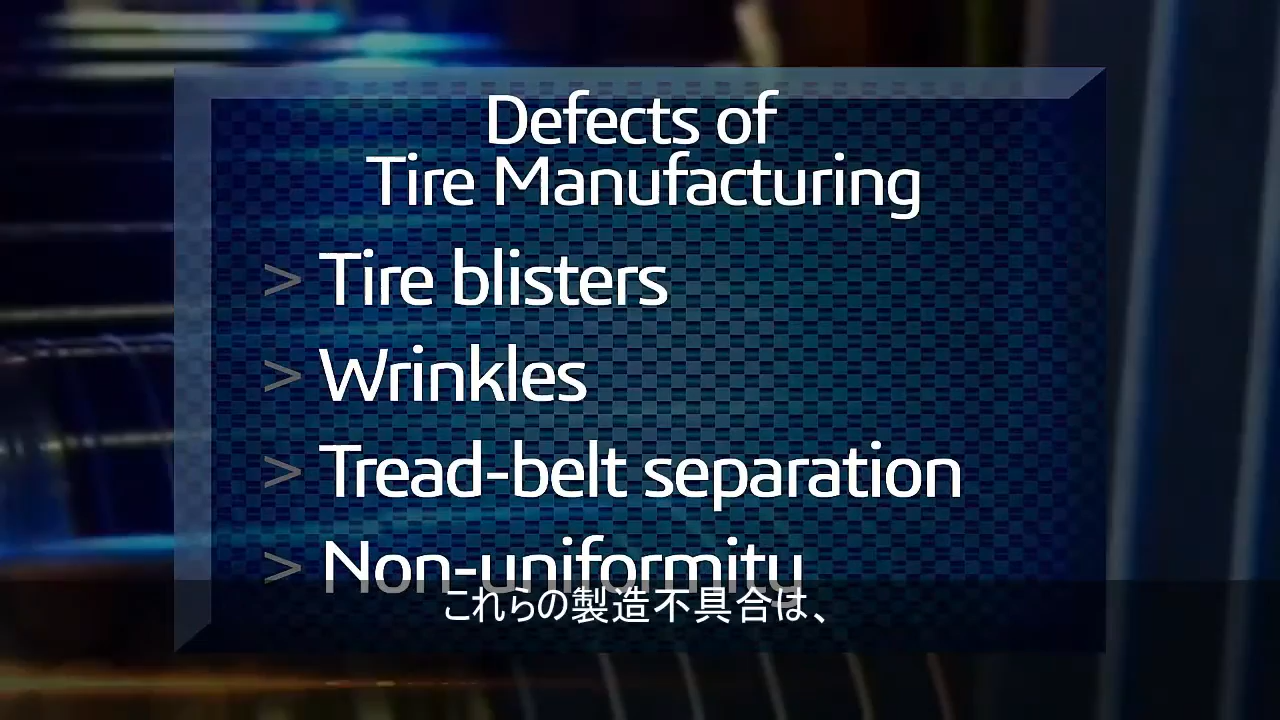 Defects of
Tire Manufacturing
> Tire blisters
> Wrinkles
> Tread-belt separation
> Non-uniformity
これらの製造不具合は、